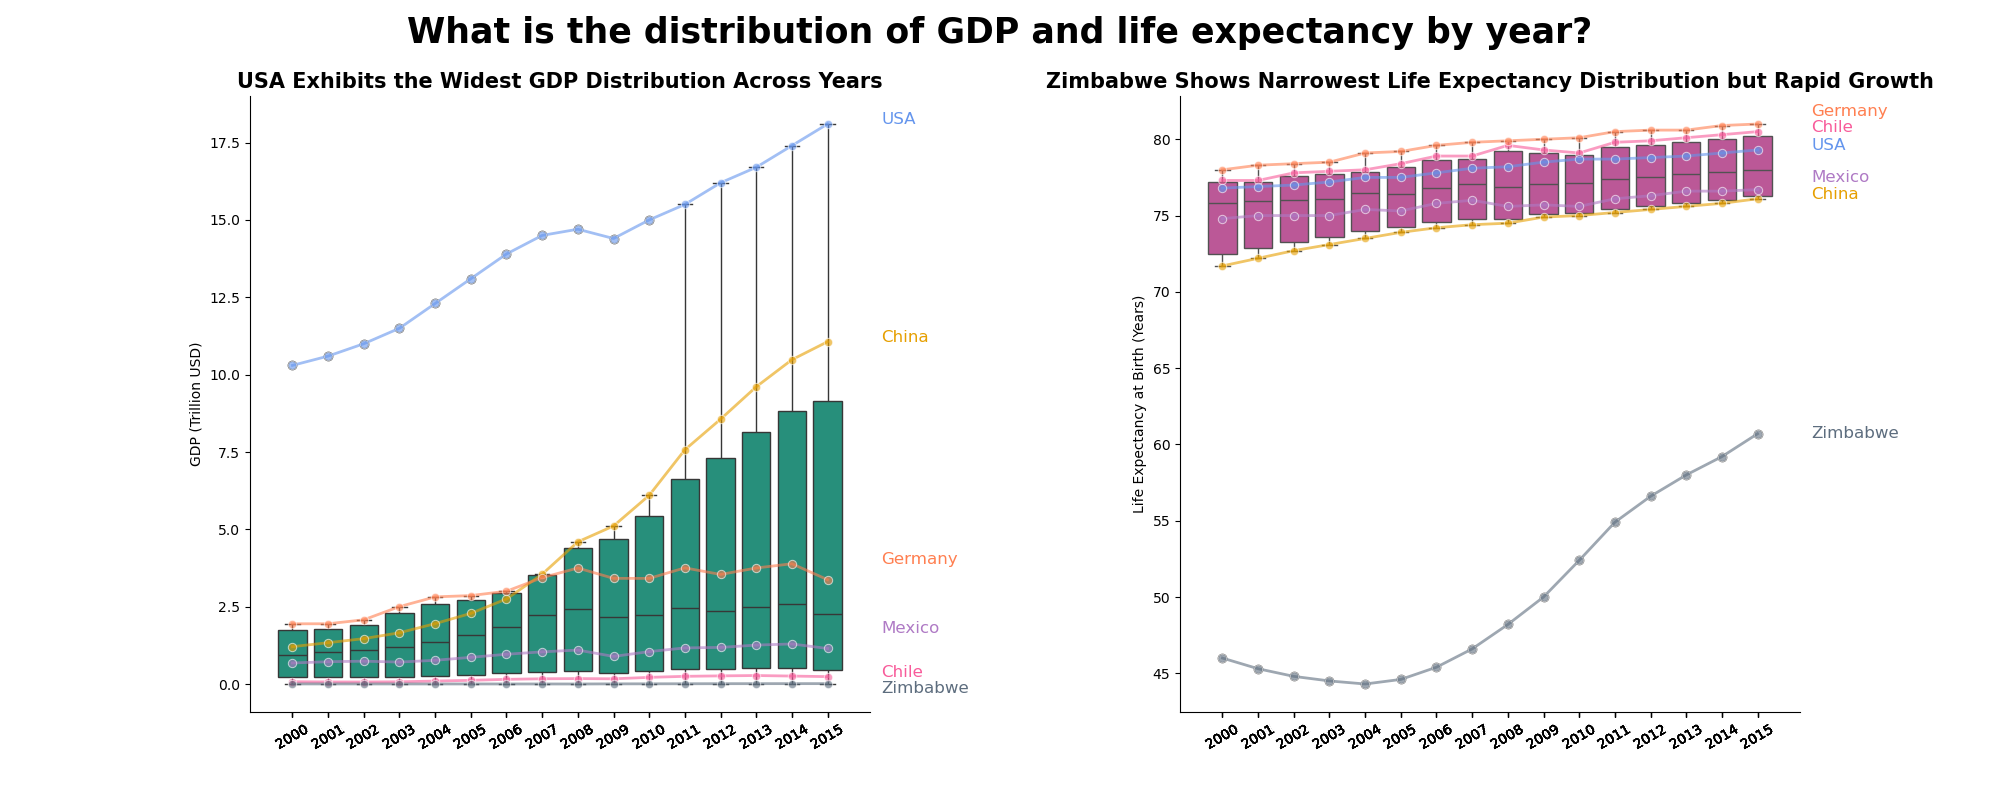 What is the distribution of GDP and life expectancy by year?
USA Exhibits the Widest GDP Distribution Across Years
GDP (Trillion USD)
17.5
15.0
12.5
10.0
7.5
5.0
2.5
0.0
2000 2001 2002 2003 2004 2005 2006 2007 2008 2009 2010 2011 2012 2013 2014 2015
USA
China
Germany
Mexico
Chile
Zimbabwe
Zimbabwe Shows Narrowest Life Expectancy Distribution but Rapid Growth
Life Expectancy at Birth (Years)
80
75
70
65
60
55
50
45
2000 2001 2002 2003 2004 2005 2006 2007 2008 2009 2010 2011 2012 2013 2014 2015
Germany
Chile
USA
Mexico
China
Zimbabwe